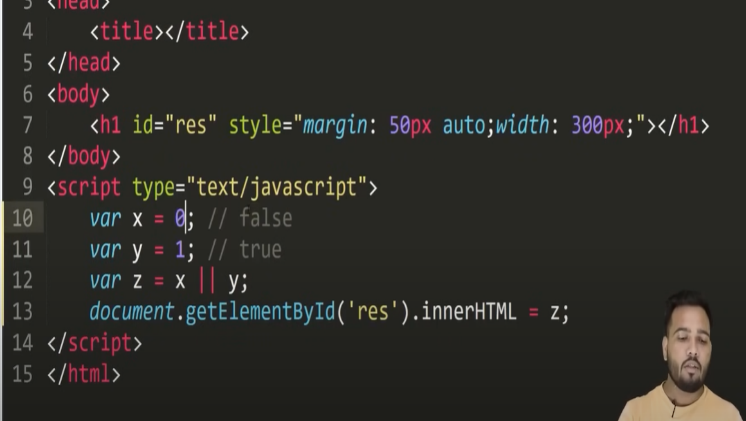 3 <head>
4 <title></title>
5 </head>
6 <body>
7 <h1 id="res" style="margin: 50px auto;width: 300px;"></h1>
8 </body>
9 <script type="text/javascript">
10 var x = 0; // false
11 var y = 1; // true
12 var z = x || y;
13 document.getElementById('res').innerHTML = z;
14 </script>
15 </html>